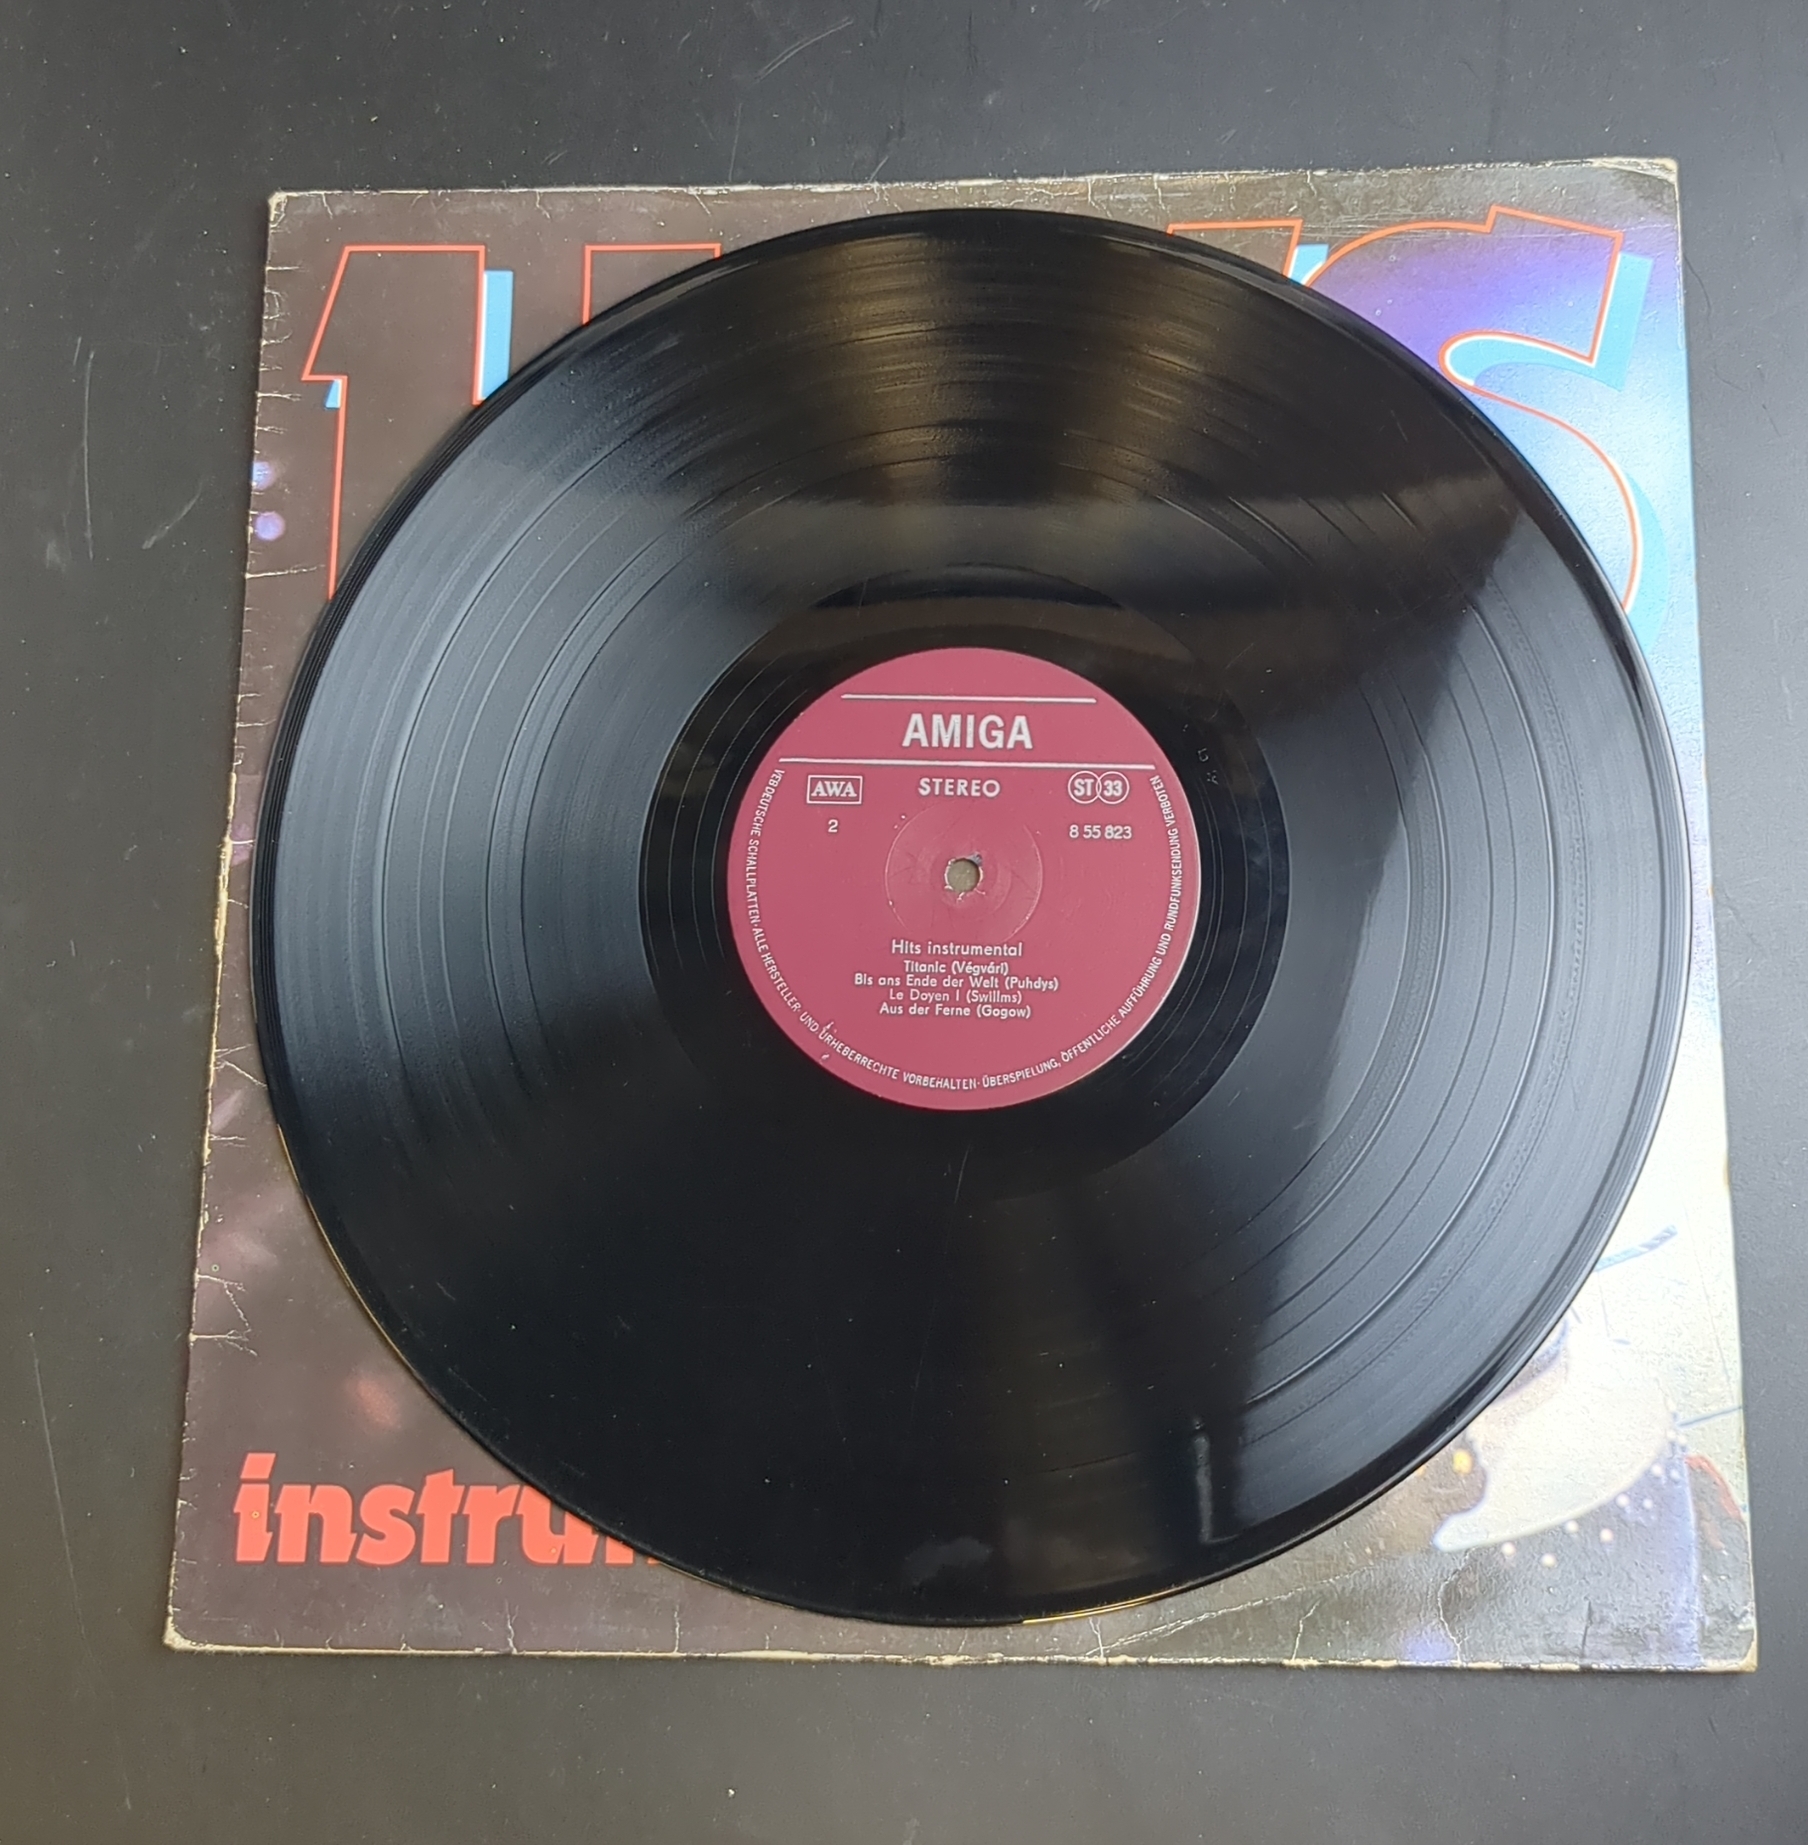 AMIGA
AWA STEREO ST 33
2 8 55 823
Hits instrumental
Titanic (Végvári)
Bis ans Ende der Welt (Puhdys)
Le Doyen I (Swillms)
Aus der Ferne (Gogow)
VEB DEUTSCHE SCHALLPLATTEN · ALLE HERSTELLER- UND URHEBERRECHTE VORBEHALTEN · ÜBERSPIELUNG, ÖFFENTLICHE AUFFÜHRUNG UND RUNDFUNKSENDUNG VERBOTEN